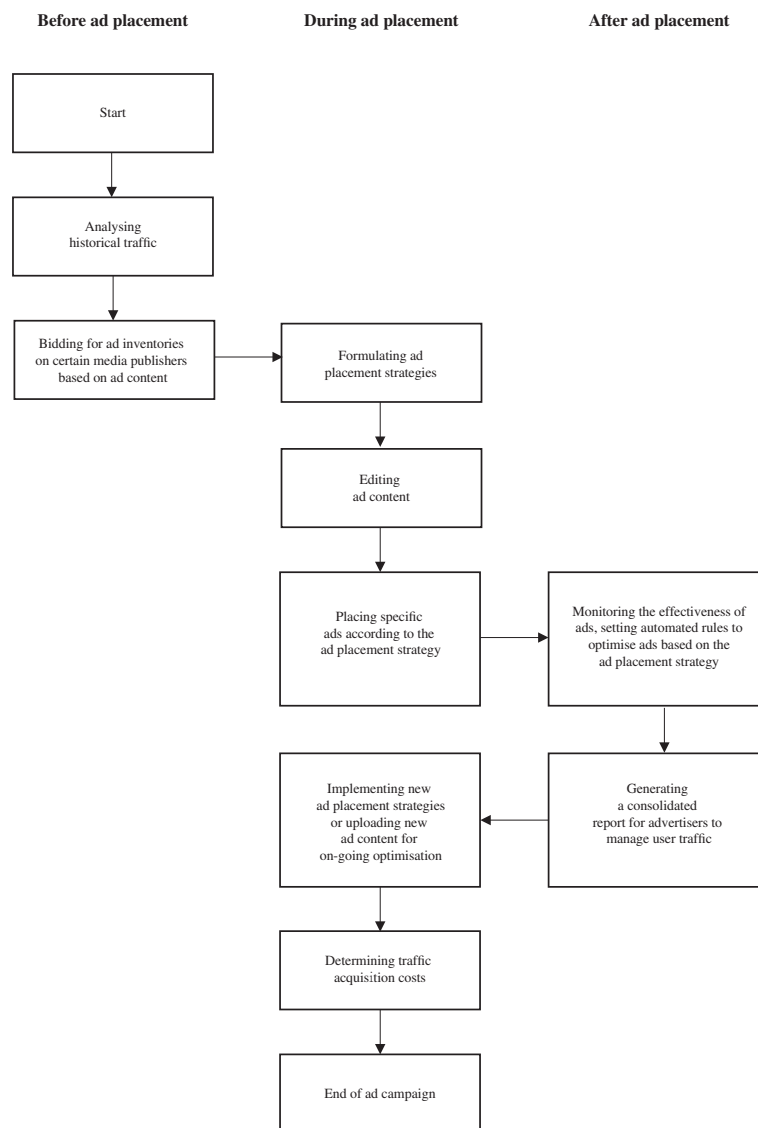 Before ad placement
During ad placement
After ad placement
Start
Analysing
historical traffic
Bidding for ad inventories
on certain media publishers
based on ad content
Formulating ad
placement strategies
Editing
ad content
Placing specific
ads according to the
ad placement strategy
Monitoring the effectiveness of
ads, setting automated rules to
optimise ads based on the
ad placement strategy
Generating
a consolidated
report for advertisers to
manage user traffic
Implementing new
ad placement strategies
or uploading new
ad content for
on-going optimisation
Determining traffic
acquisition costs
End of ad campaign